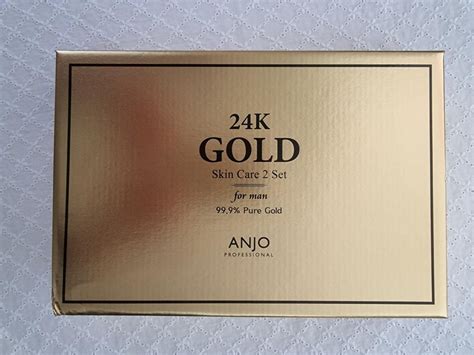 24K
GOLD
Skin Care 2 Set
for man
99,9% Pure Gold
ANJO
PROFESSIONAL